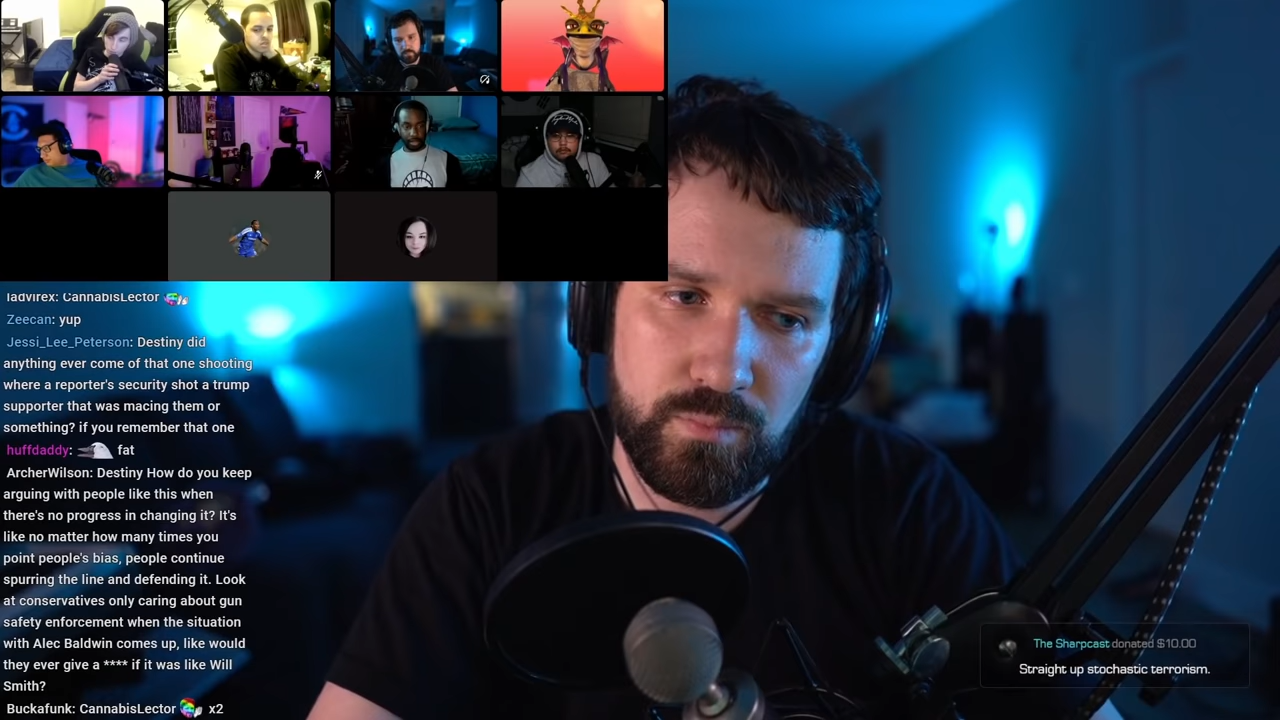 ladvirex: CannabisLector
Zeecan: yup
Jessi_Lee_Peterson: Destiny did
anything ever come of that one shooting
where a reporter's security shot a trump
supporter that was macing them or
something? if you remember that one
huffdaddy: fat
ArcherWilson: Destiny How do you keep
arguing with people like this when
there's no progress in changing it? It's
like no matter how many times you
point people's bias, people continue
spurring the line and defending it. Look
at conservatives only caring about gun
safety enforcement when the situation
with Alec Baldwin comes up, like would
they ever give a **** if it was like Will
Smith?
Buckafunk: CannabisLector x2
The Sharpcast donated $10.00
Straight up stochastic terrorism.